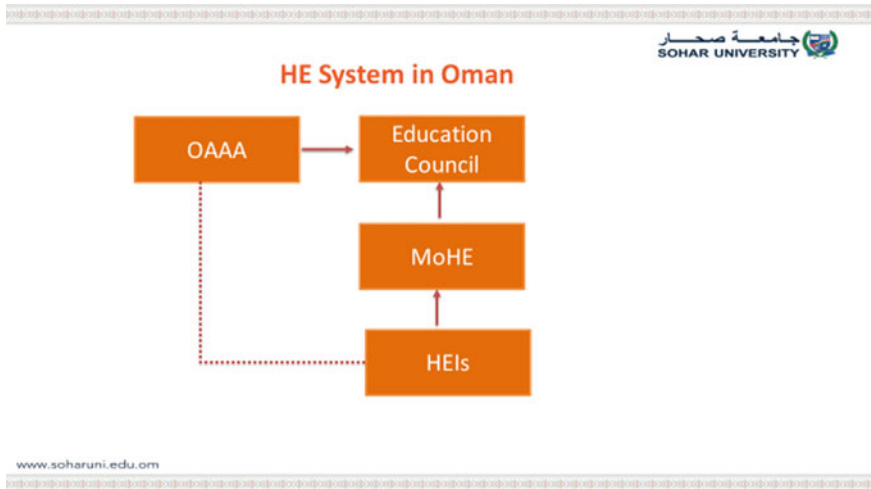 جامعة صحار
SOHAR UNIVERSITY
HE System in Oman
OAAA
Education
Council
MoHE
HEIs
www.soharuni.edu.om